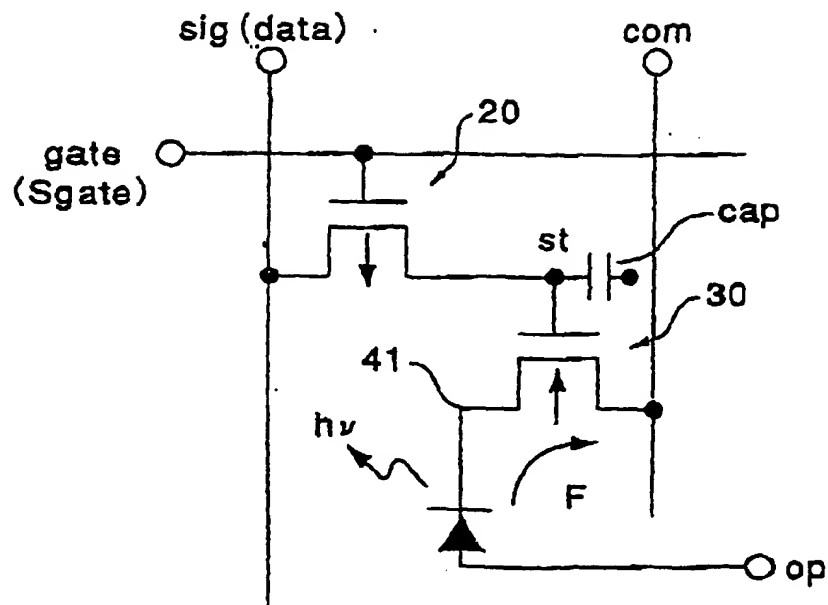 sig (data)
com
gate
(Sgate)
20
st
cap
30
41
hν
F
op